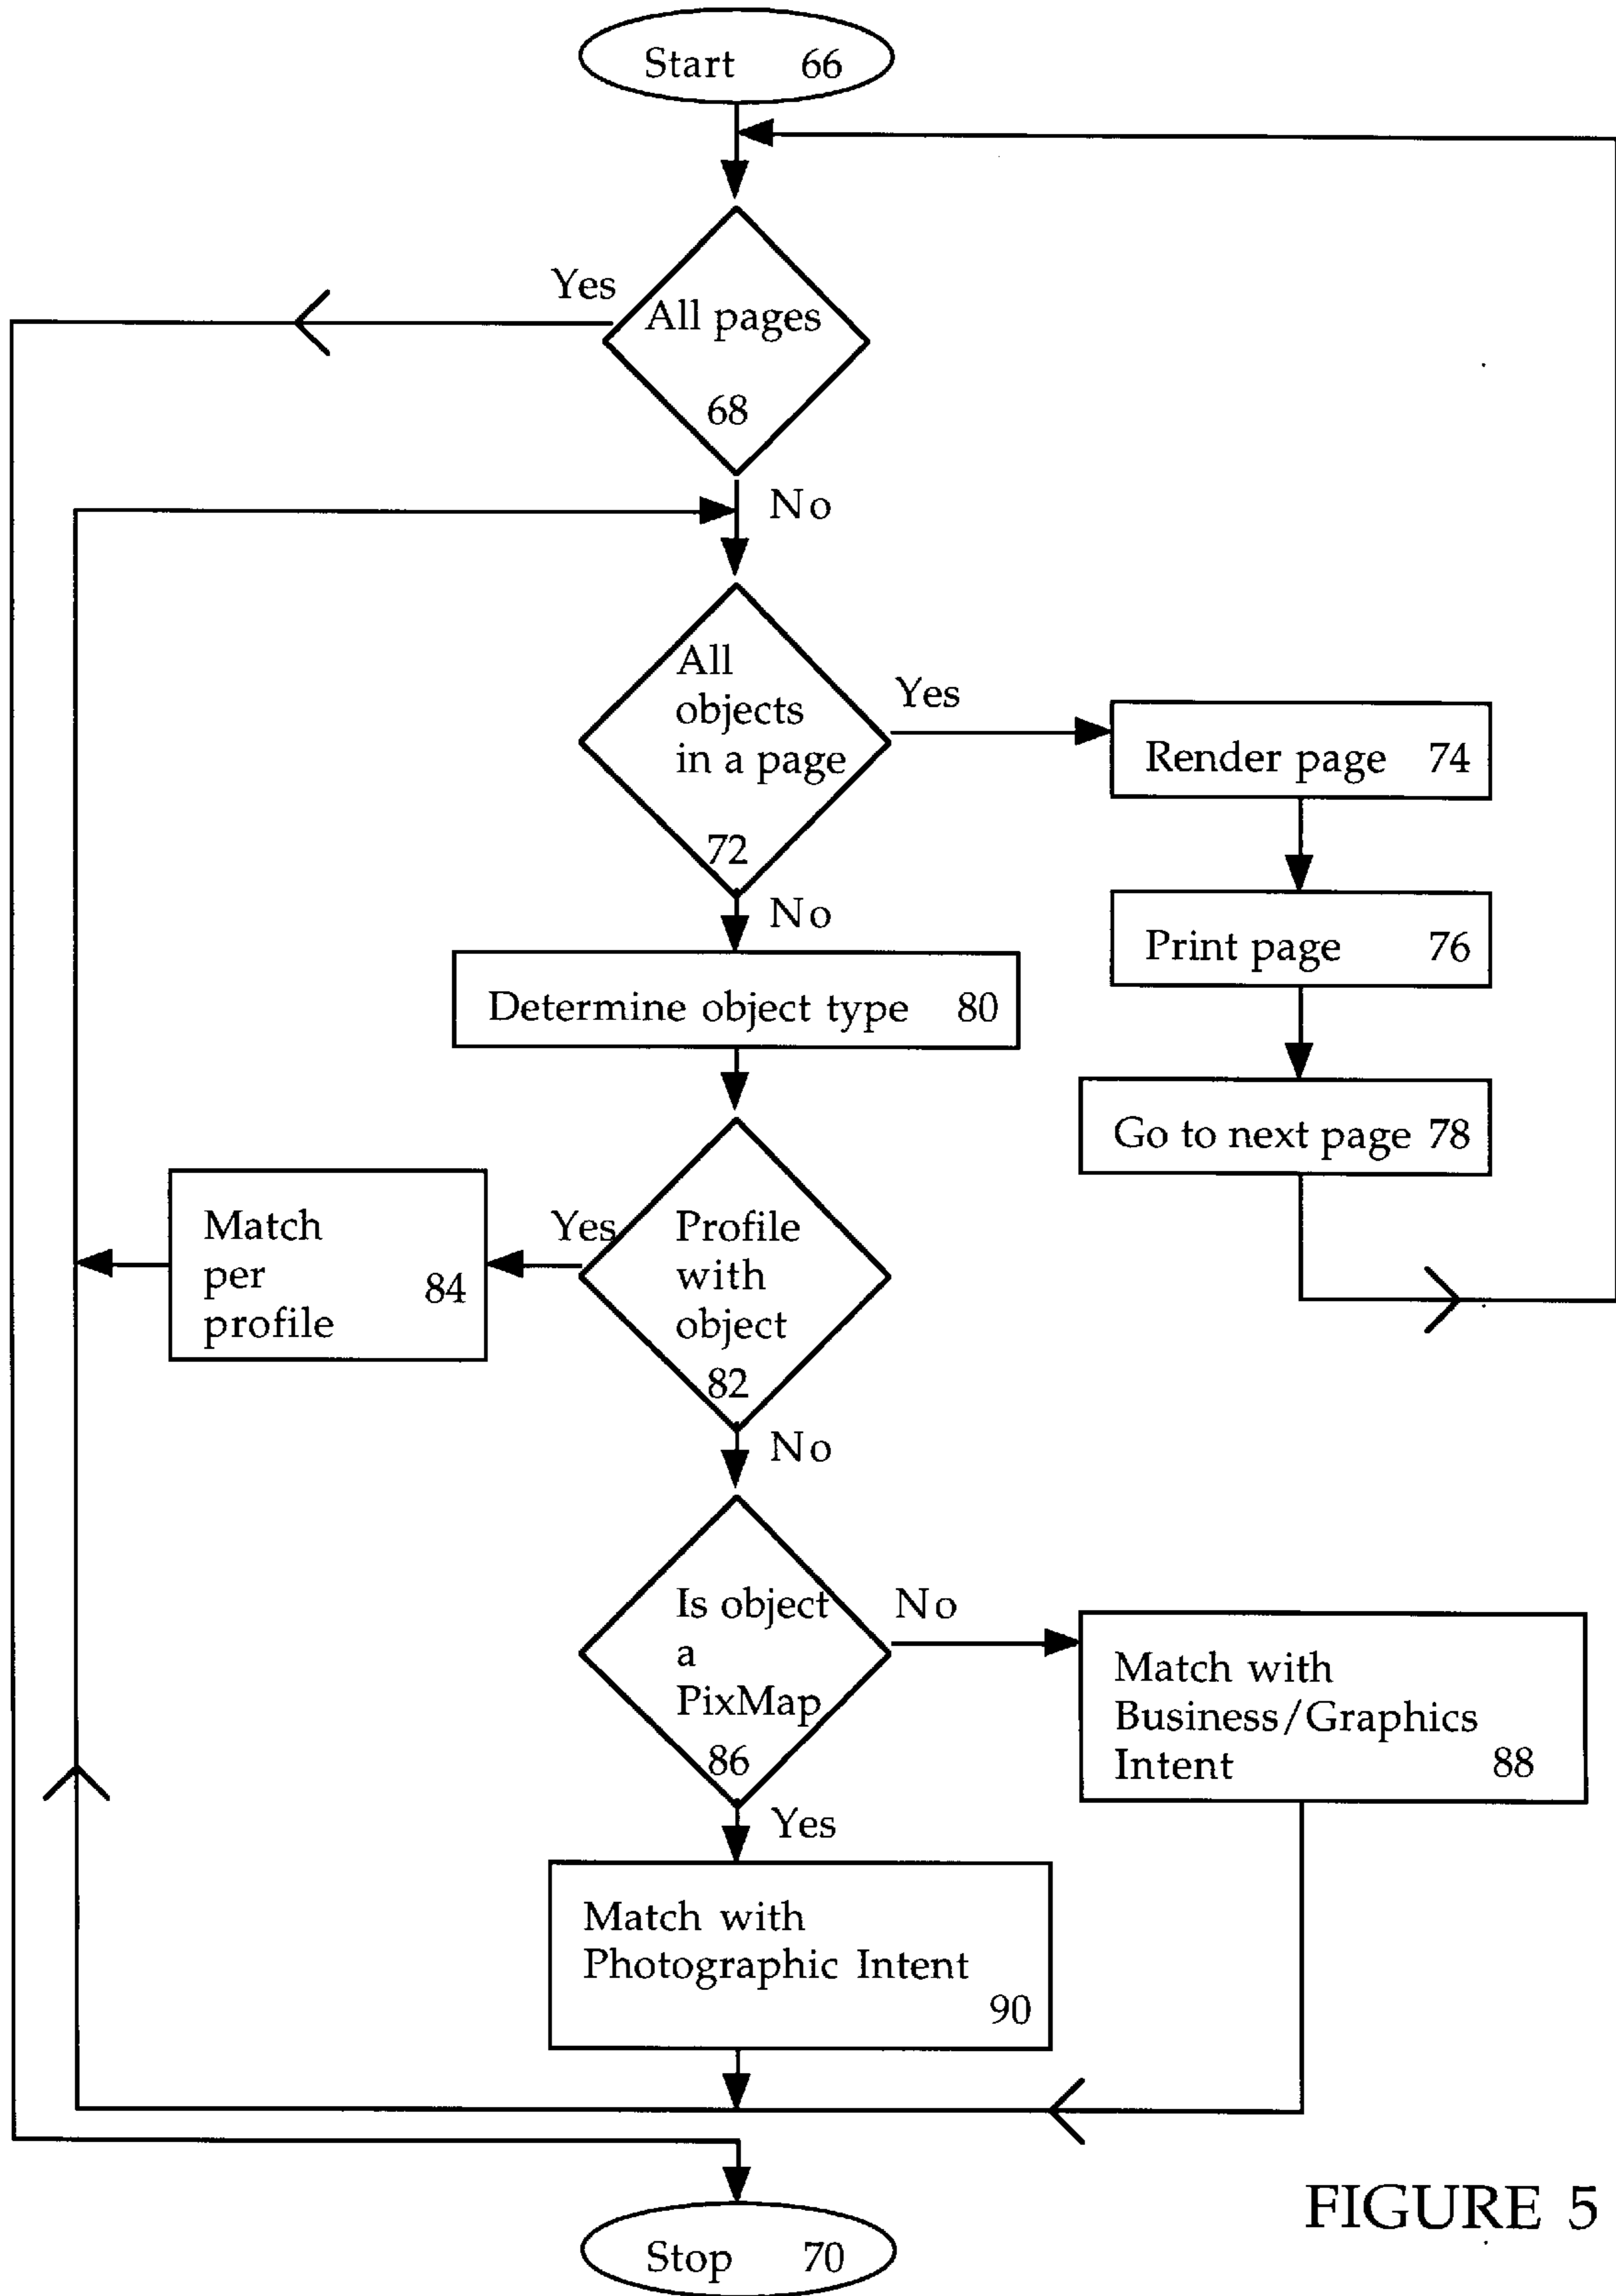 Start 66
Yes
All pages
68
No
All
objects
in a page
72
Yes
Render page 74
No
Print page 76
Determine object type 80
Go to next page 78
Match
per
profile 84
Yes
Profile
with
object
82
No
Is object
a
PixMap
86
No
Match with
Business/Graphics
Intent 88
Yes
Match with
Photographic Intent
90
Stop 70
FIGURE 5